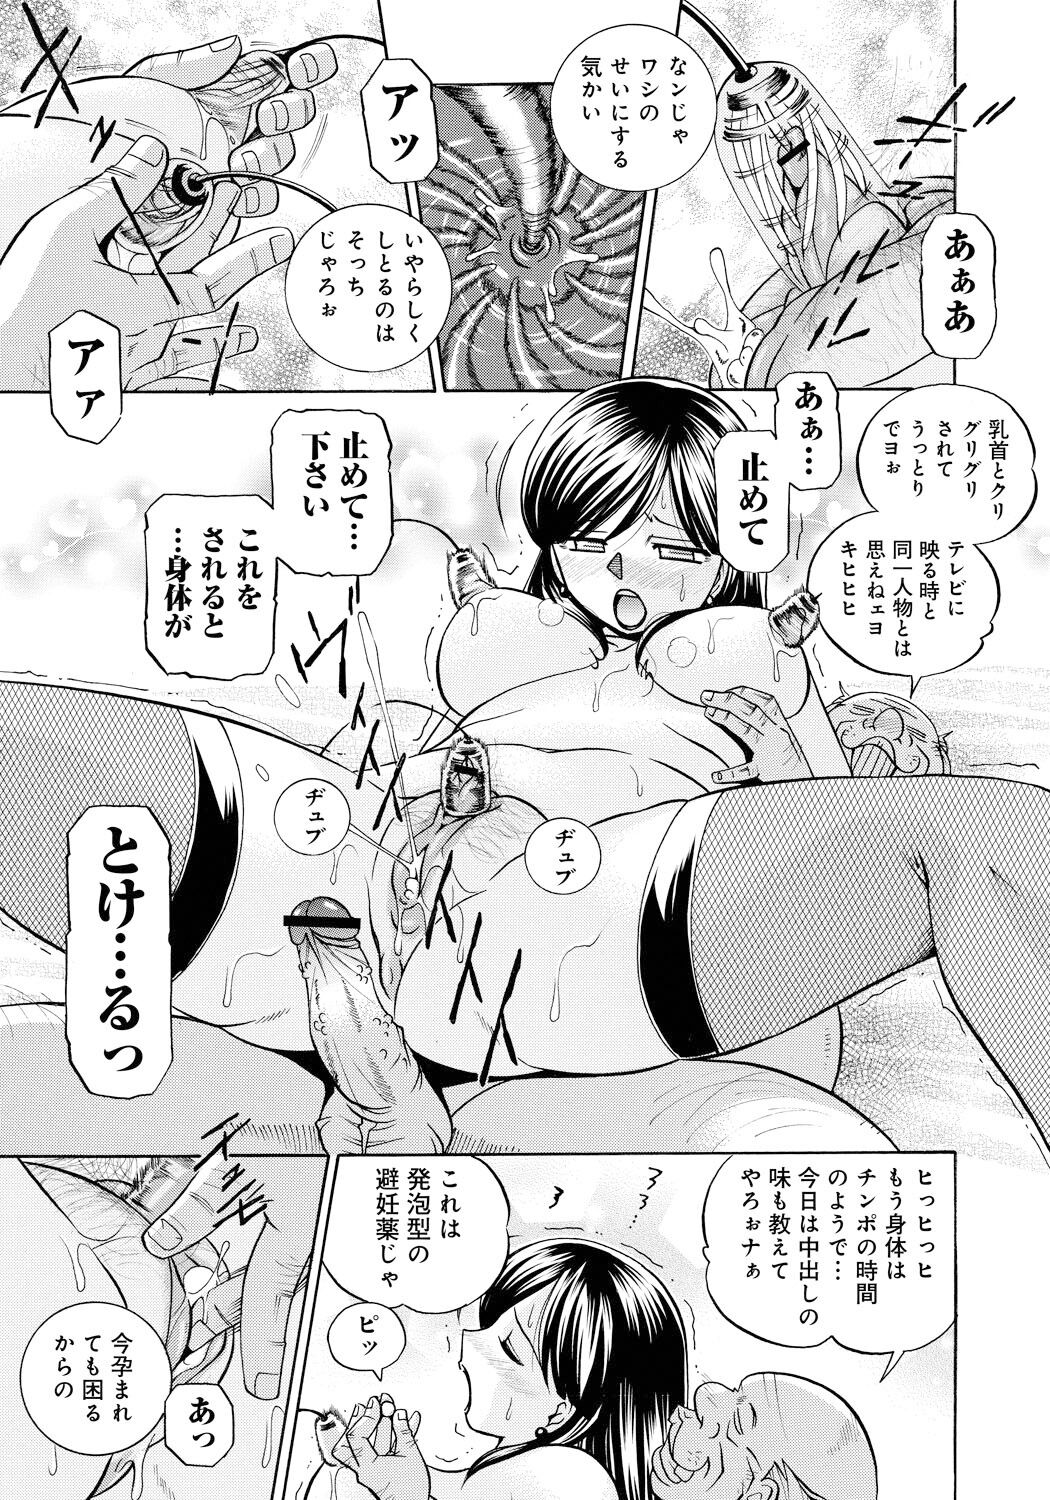 あぁぁ
なンじゃ
ワシの
せいにする
気かい
アッ
いやらしく
しとるのは
そっち
じゃろぉ
アァ
乳首とクリ
グリグリ
されて
うっとり
でヨぉ
テレビに
映る時と
同一人物とは
思えねェヨ
キヒヒヒ
あぁ…
止めて
止めて…
下さい
これを
されると
…身体が
ヂュブ
ヂュブ
とけ…るっ
ヒっヒっヒ
もう身体は
チンポの時間
のようで…
今日は中出しの
味も教えて
やろぉナぁ
これは
発泡型の
避妊薬じゃ
ピッ
今孕まれ
ても困る
からの
あっ